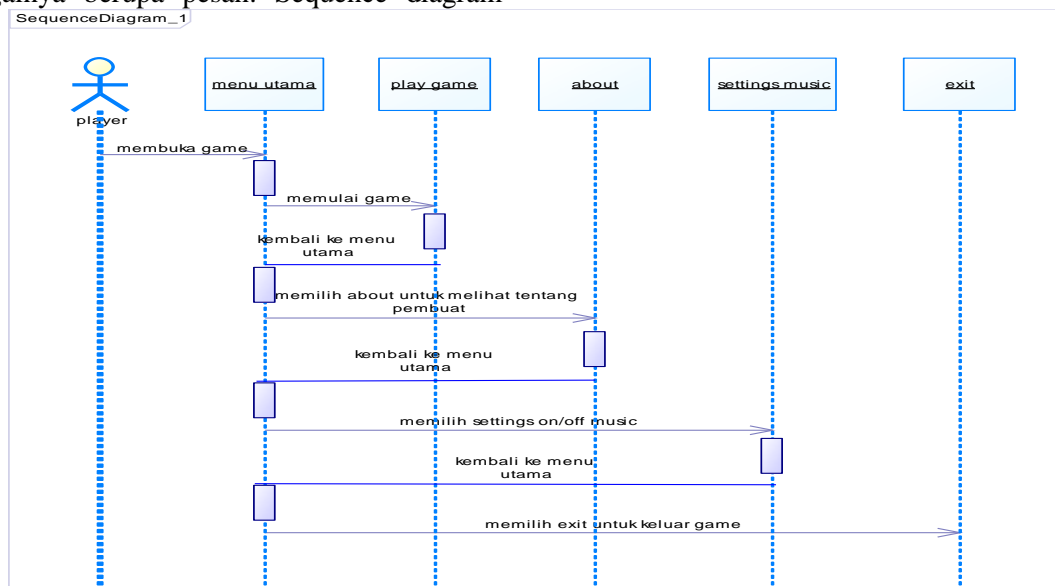 berupa pesan. Sequence diagram
SequenceDiagram_1
menu utama
play game
about
settings music
exit
player
membuka game
memulai game
kembali ke menu
utama
memilih about untuk melihat tentang
pembuat
kembali ke menu
utama
memilih settings on/off music
kembali ke menu
utama
memilih exit untuk keluar game